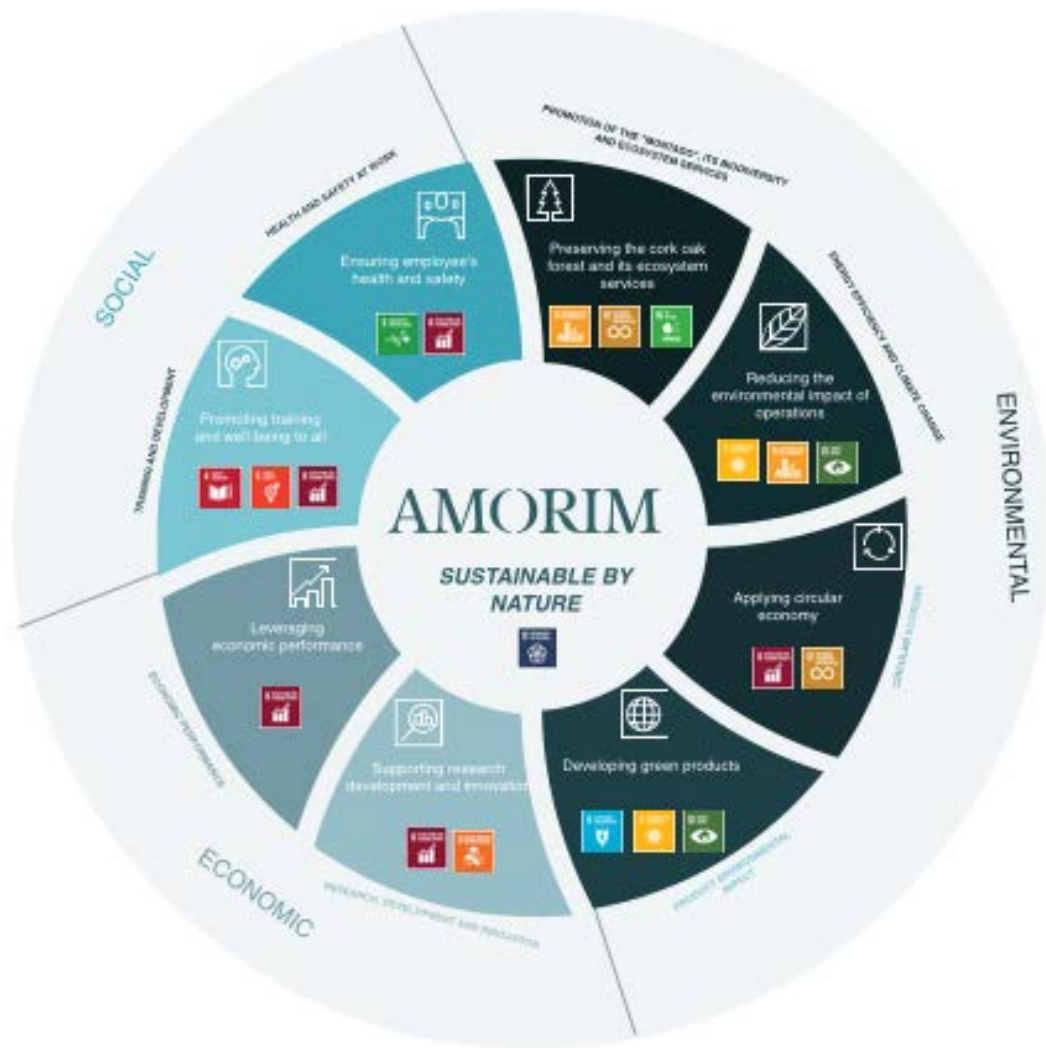 AMORIM
SUSTAINABLE BY
NATURE
SOCIAL
HEALTH AND SAFETY AT WORK
Ensuring employee's
health and safety
TRAINING AND DEVELOPMENT
Promoting training
and well-being to all
ENVIRONMENTAL
PROMOTION OF THE "MONTADO", ITS BIODIVERSITY
AND ECOSYSTEM SERVICES
Preserving the cork oak
forest and its ecosystem
services
ENERGY EFFICIENCY AND CLIMATE CHANGE
Reducing the
environmental impact of
operations
CIRCULAR ECONOMY
Applying circular
economy
Developing green products
PRODUCT ENVIRONMENTAL
IMPACT
ECONOMIC
ECONOMIC PERFORMANCE
Leveraging
economic performance
Supporting research
development and innovation
RESEARCH, DEVELOPMENT AND INNOVATION